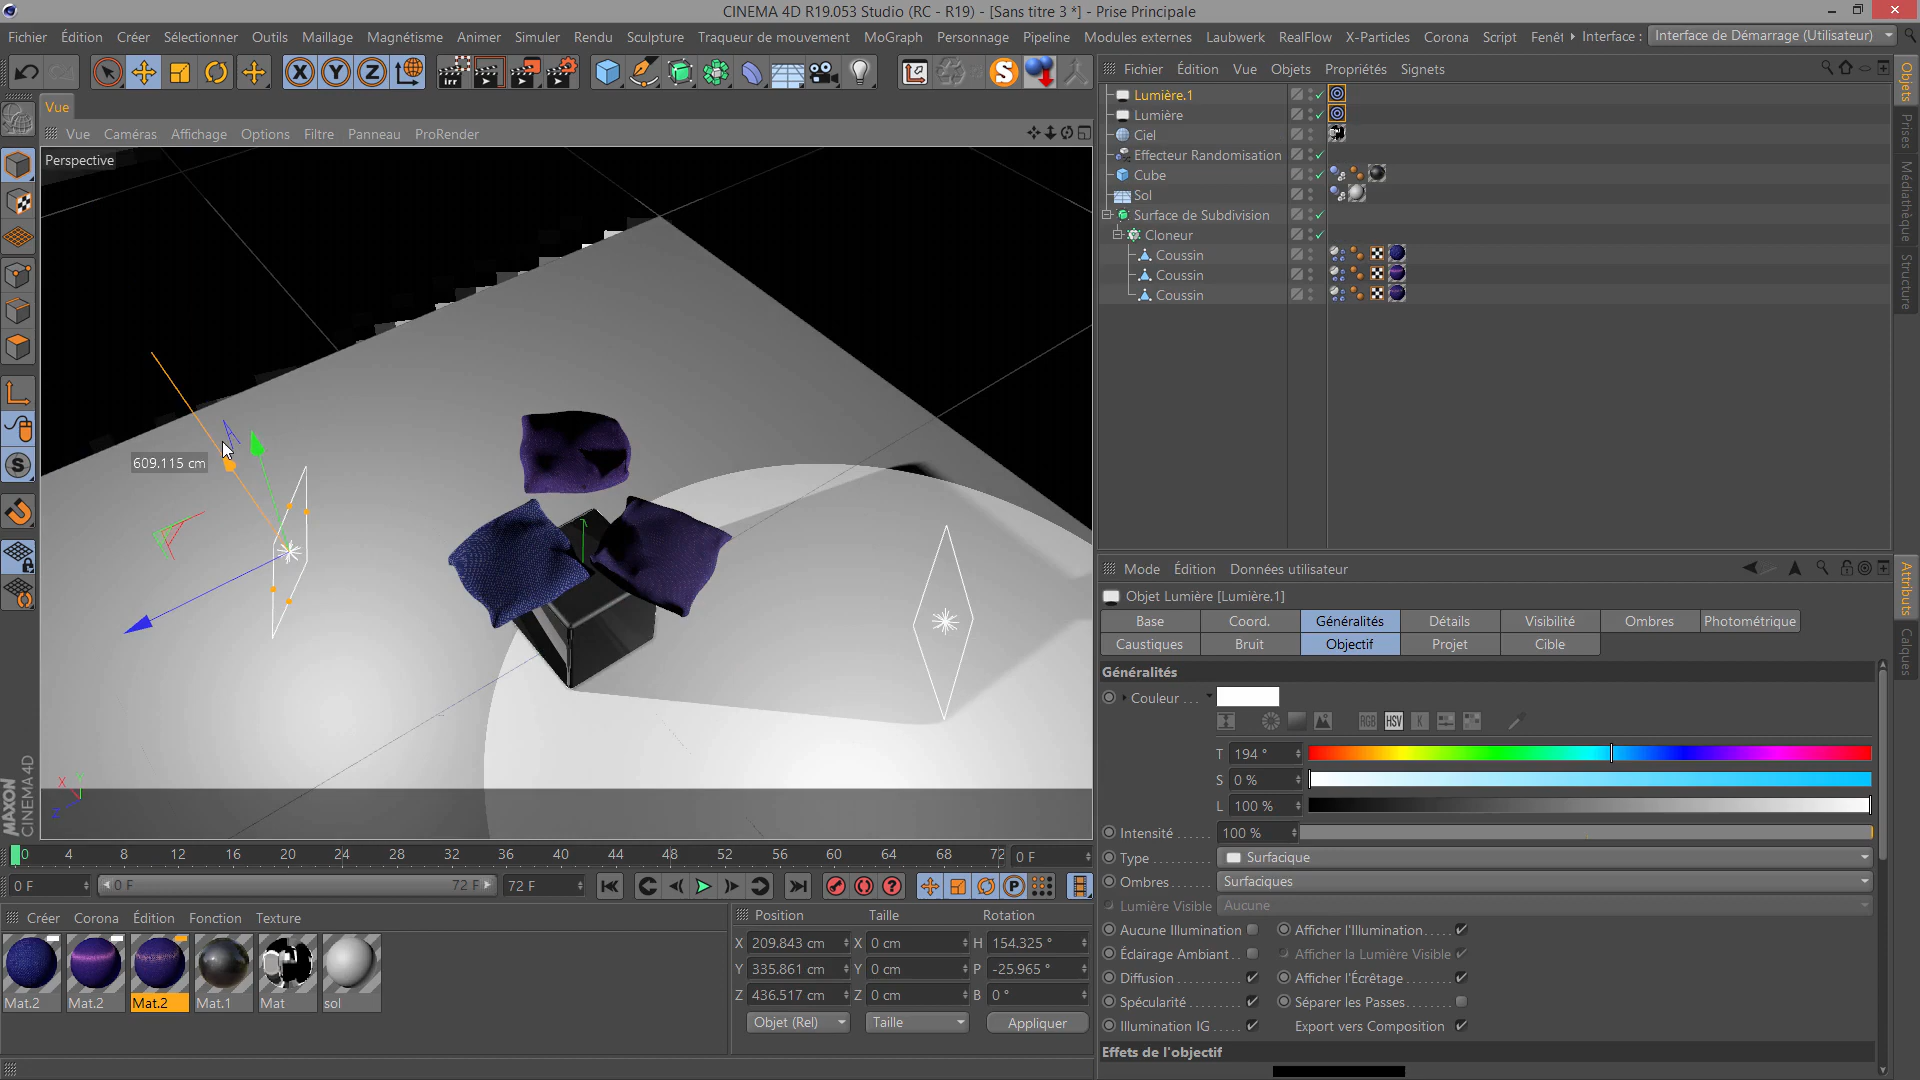 CINEMA 4D R19.053 Studio (RC - R19) - [Sans titre 3 *] - Prise Principale
Fichier Édition Créer Sélectionner Outils Maillage Magnétisme Animer Simuler Rendu Sculpture Traqueur de mouvement MoGraph Personnage Pipeline Modules externes Laubwerk RealFlow X-Particles Corona Script Fenêt Interface : Interface de Démarrage (Utilisateur)
X Y Z Irr S
Fichier Édition Vue Objets Propriétés Signets
Vue
Vue Caméras Affichage Options Filtre Panneau ProRender
Perspective
609.115 cm
Lumière.1
Lumière
Ciel
Effecteur Randomisation
Cube
Sol
Surface de Subdivision
Cloneur
Coussin
Coussin
Coussin
Objets
Prises
Médiathèque
Structure
Mode Édition Données utilisateur
Objet Lumière [Lumière.1]
Base Coord. Généralités Détails Visibilité Ombres Photométrique
Caustiques Bruit Objectif Projet Cible
Généralités
Couleur . . .
RGB HSV K
T 194 °
S 0 %
L 100 %
Intensité ...... 100 %
Type .......... Surfacique
Ombres....... Surfaciques
Lumière Visible Aucune
Aucune Illumination Afficher l'Illumination.....
Éclairage Ambiant.. Afficher la Lumière Visible
Diffusion .......... Afficher l'Écrêtage
Spécularité Séparer les Passes
Illumination IG ..... Export vers Composition
Effets de l'objectif
Attributs
Calques
X Y Z
MAXON
CINEMA 4D
0 4 8 12 16 20 24 28 32 36 40 44 48 52 56 60 64 68 72 0 F
0 F 0 F 72 F 72 F
P
Créer Corona Édition Fonction Texture
Mat.2 Mat.2 Mat.2 Mat.1 Mat sol
Position Taille Rotation
X 209.843 cm X 0 cm H 154.325 °
Y 335.861 cm Y 0 cm P -25.965 °
Z 436.517 cm Z 0 cm B 0 °
Objet (Rel) Taille Appliquer